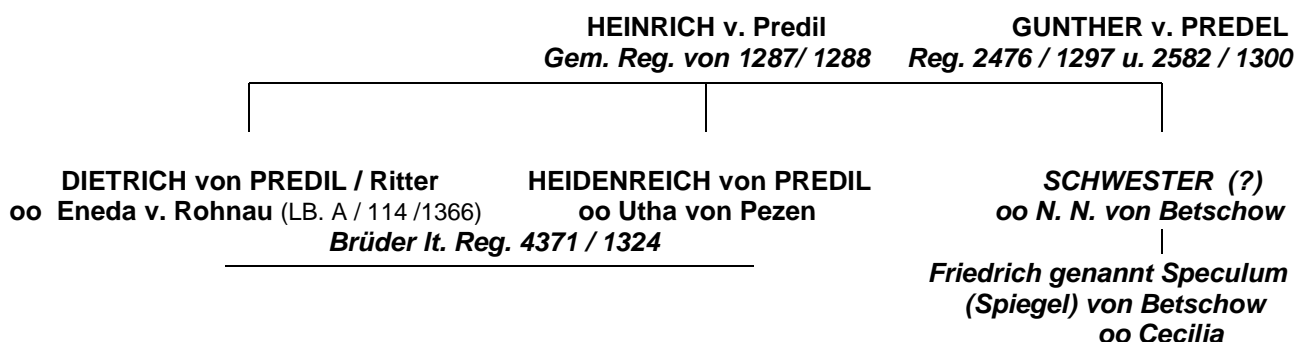 HEINRICH v. Predil GUNTHER v. PREDEL
Gem. Reg. von 1287/ 1288 Reg. 2476 / 1297 u. 2582 / 1300
DIETRICH von PREDIL / Ritter HEIDENREICH von PREDIL SCHWESTER (?)
oo Eneda v. Rohnau (LB. A / 114 /1366) oo Utha von Pezen oo N. N. von Betschow
Brüder lt. Reg. 4371 / 1324
Friedrich genannt Speculum
(Spiegel) von Betschow
oo Cecilia